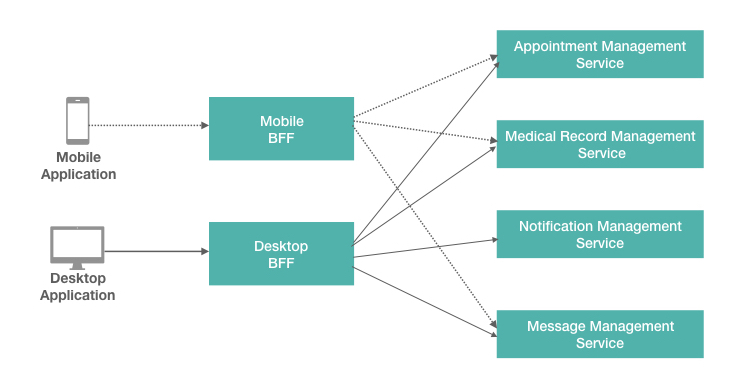 Appointment Management
Service
Mobile
BFF
Medical Record Management
Service
Mobile
Application
Notification Management
Service
Desktop
BFF
Desktop
Application
Message Management
Service